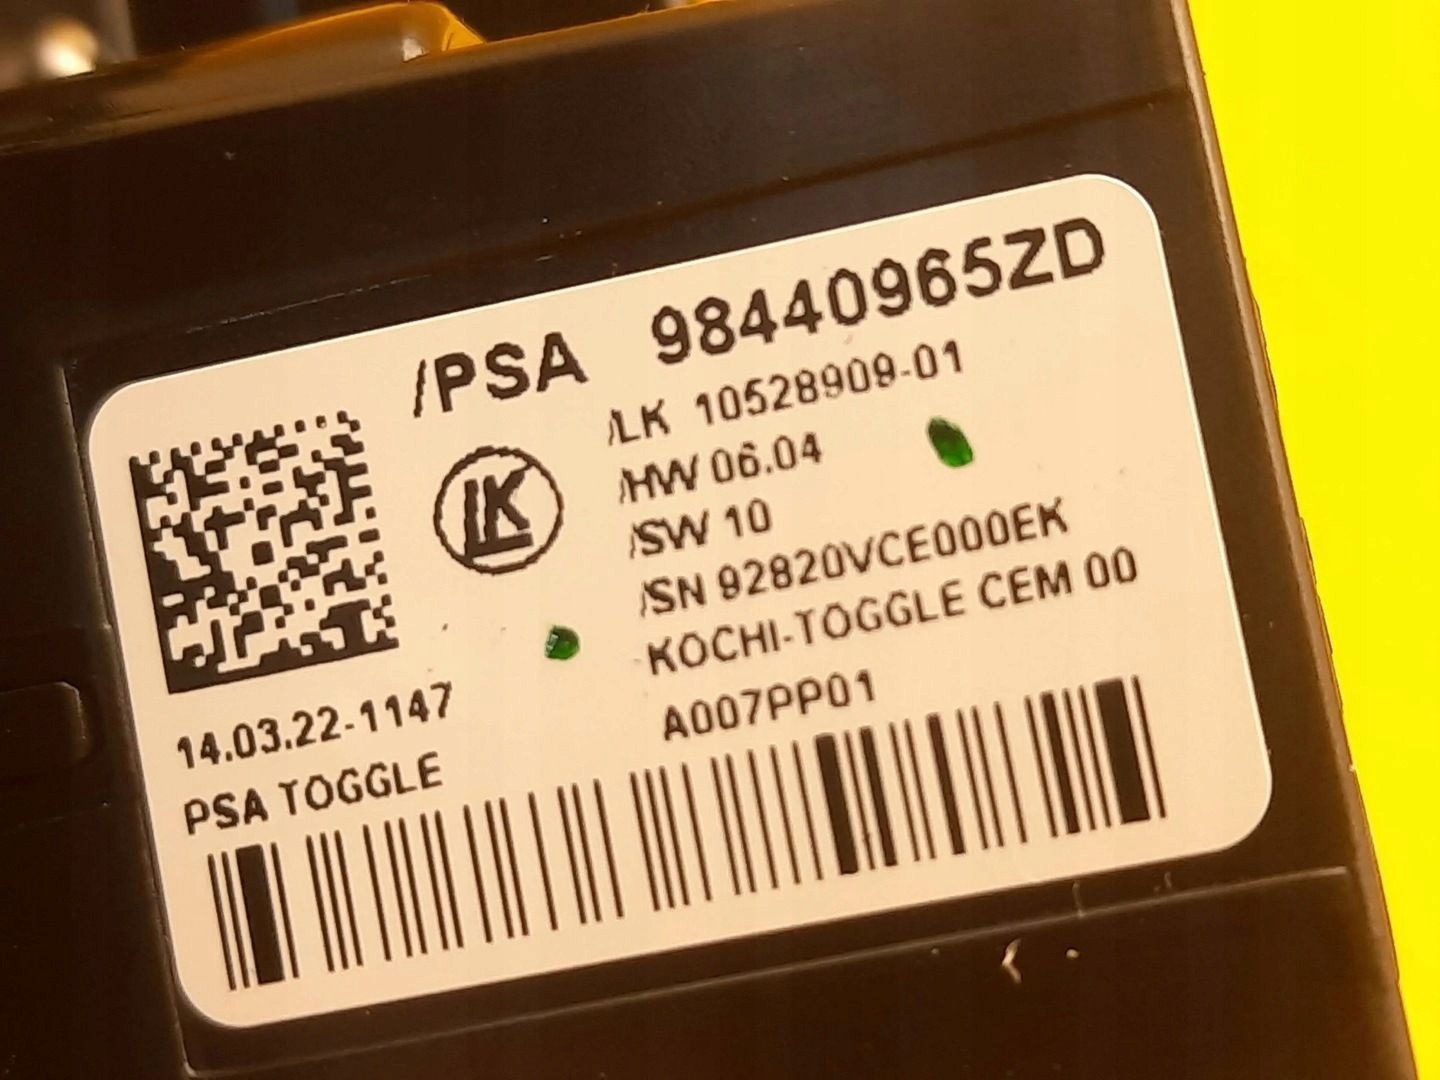 /PSA 98440965ZD
/LK 10528909-01
LK
/HW 06.04
/SW 10
/SN 92820VCE000EK
KOCHI-TOGGLE CEM 00
14.03.22-1147
A007PP01
PSA TOGGLE